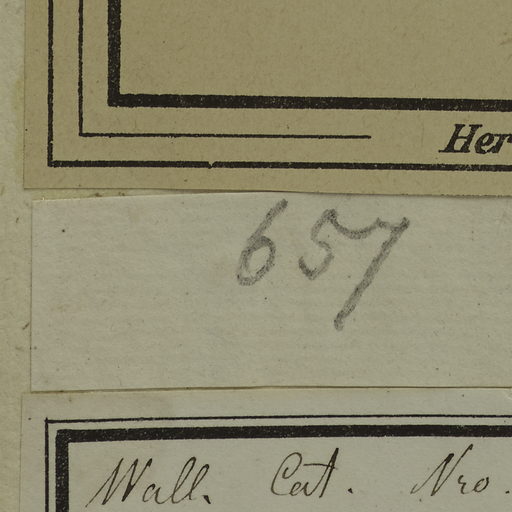 Her
657
Wall. Cat. Nro.